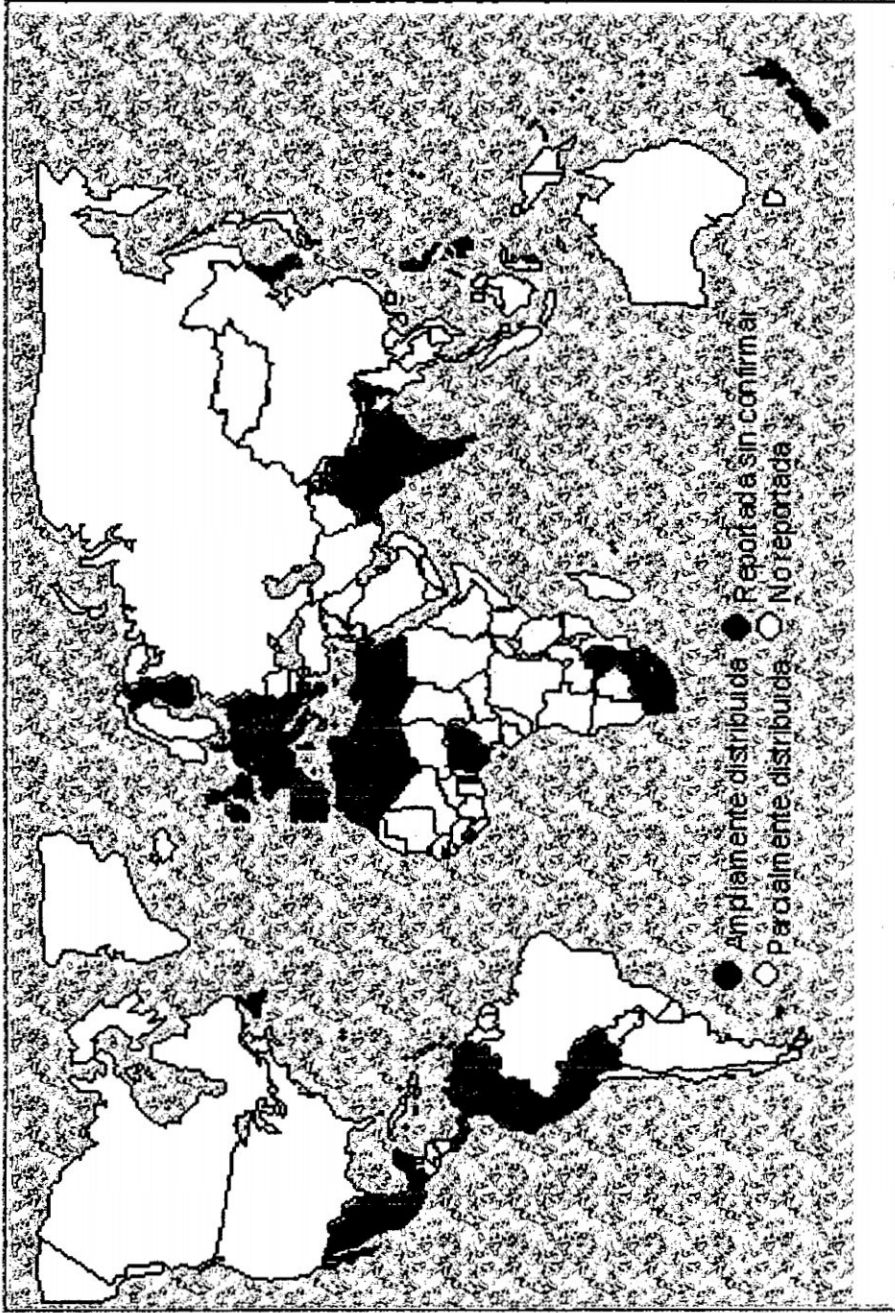 Ampliamente distribuida
Reportada sin confirmar
Parcialmente distribuida
No reportada